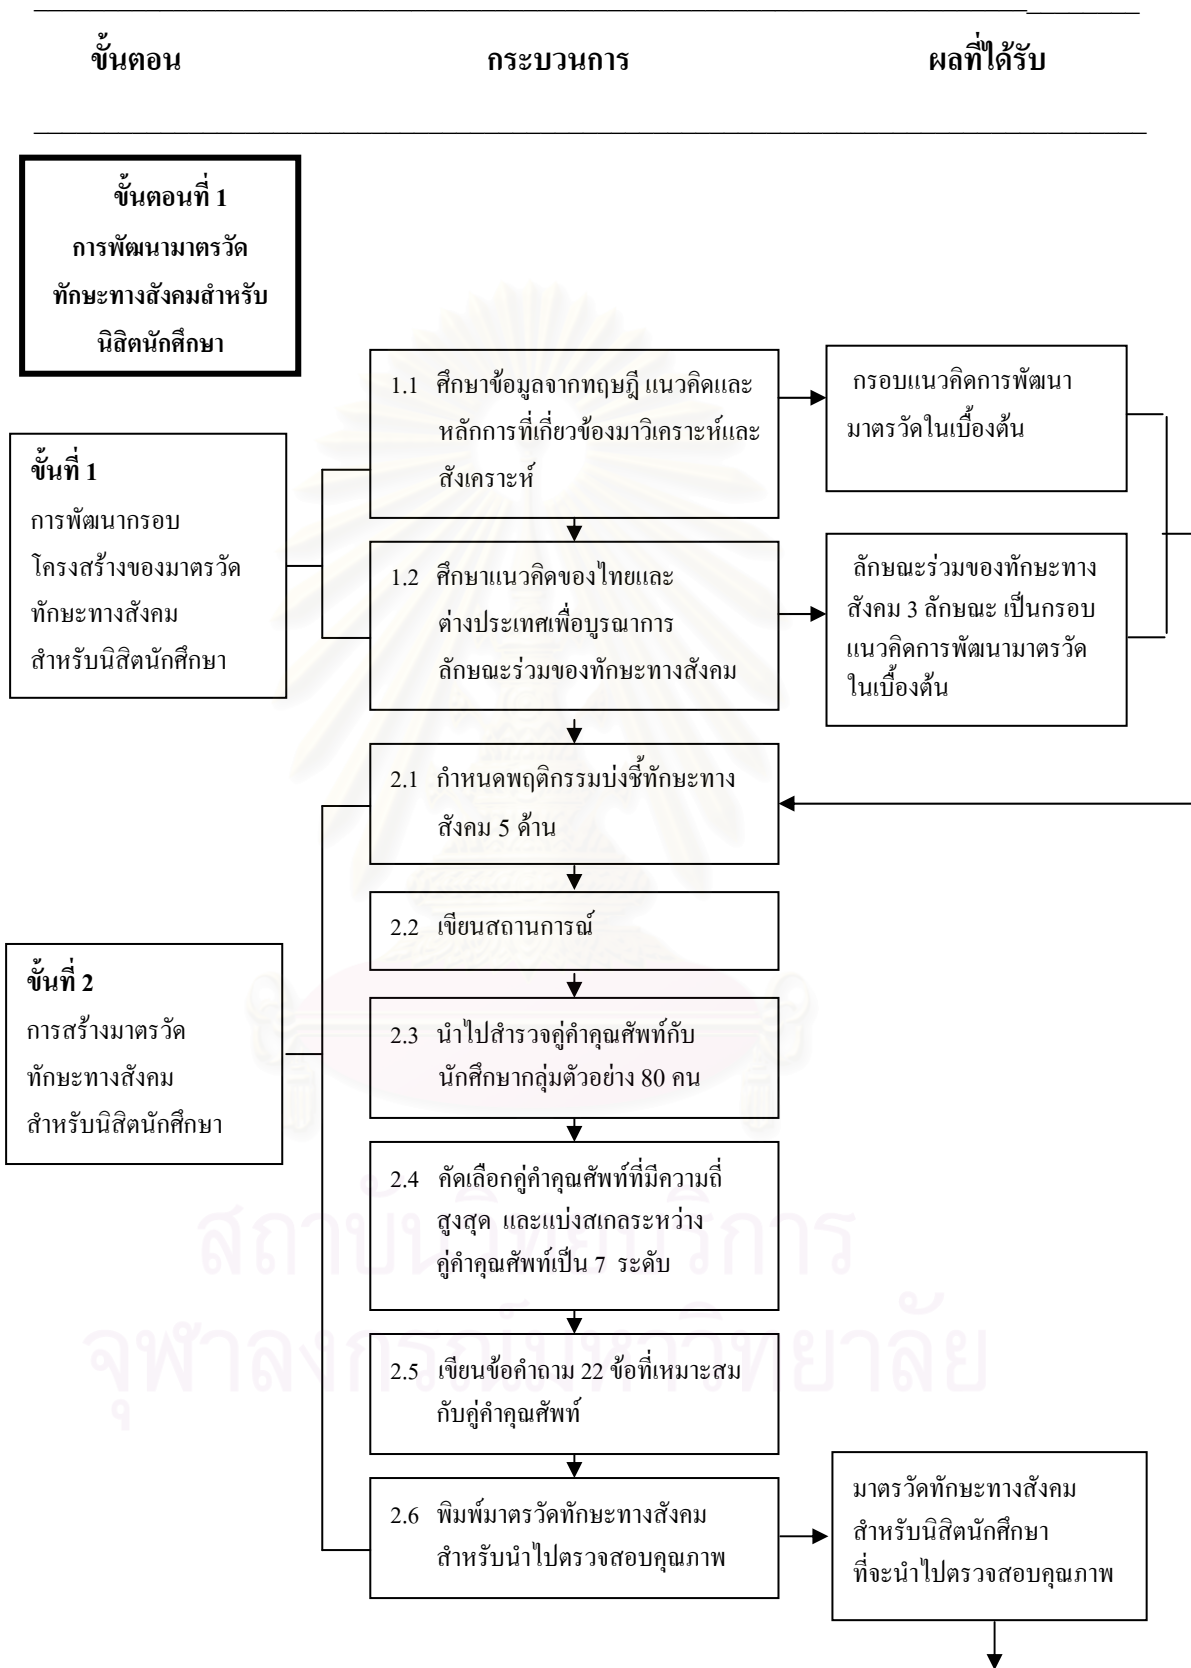 ขั้นตอน กระบวนการ ผลที่ได้รับ
ขั้นตอนที่ 1
การพัฒนามาตรวัด
ทักษะทางสังคมสำหรับ
นิสิตนักศึกษา
ขั้นที่ 1
การพัฒนากรอบ
โครงสร้างของมาตรวัด
ทักษะทางสังคม
สำหรับนิสิตนักศึกษา
1.1 ศึกษาข้อมูลจากทฤษฎี แนวคิดและ
หลักการที่เกี่ยวข้องมาวิเคราะห์และ
สังเคราะห์
กรอบแนวคิดการพัฒนา
มาตรวัดในเบื้องต้น
1.2 ศึกษาแนวคิดของไทยและ
ต่างประเทศเพื่อบูรณาการ
ลักษณะร่วมของทักษะทางสังคม
ลักษณะร่วมของทักษะทาง
สังคม 3 ลักษณะ เป็นกรอบ
แนวคิดการพัฒนามาตรวัด
ในเบื้องต้น
ขั้นที่ 2
การสร้างมาตรวัด
ทักษะทางสังคม
สำหรับนิสิตนักศึกษา
2.1 กำหนดพฤติกรรมบ่งชี้ทักษะทาง
สังคม 5 ด้าน
2.2 เขียนสถานการณ์
2.3 นำไปสำรวจคู่คำคุณศัพท์กับ
นักศึกษากลุ่มตัวอย่าง 80 คน
2.4 คัดเลือกคู่คำคุณศัพท์ที่มีความถี่
สูงสุด และแบ่งสเกลระหว่าง
คู่คำคุณศัพท์เป็น 7 ระดับ
2.5 เขียนข้อคำถาม 22 ข้อที่เหมาะสม
กับคู่คำคุณศัพท์
2.6 พิมพ์มาตรวัดทักษะทางสังคม
สำหรับนำไปตรวจสอบคุณภาพ
มาตรวัดทักษะทางสังคม
สำหรับนิสิตนักศึกษา
ที่จะนำไปตรวจสอบคุณภาพ
สถาบันวิทยบริการ
จุฬาลงกรณ์มหาวิทยาลัย